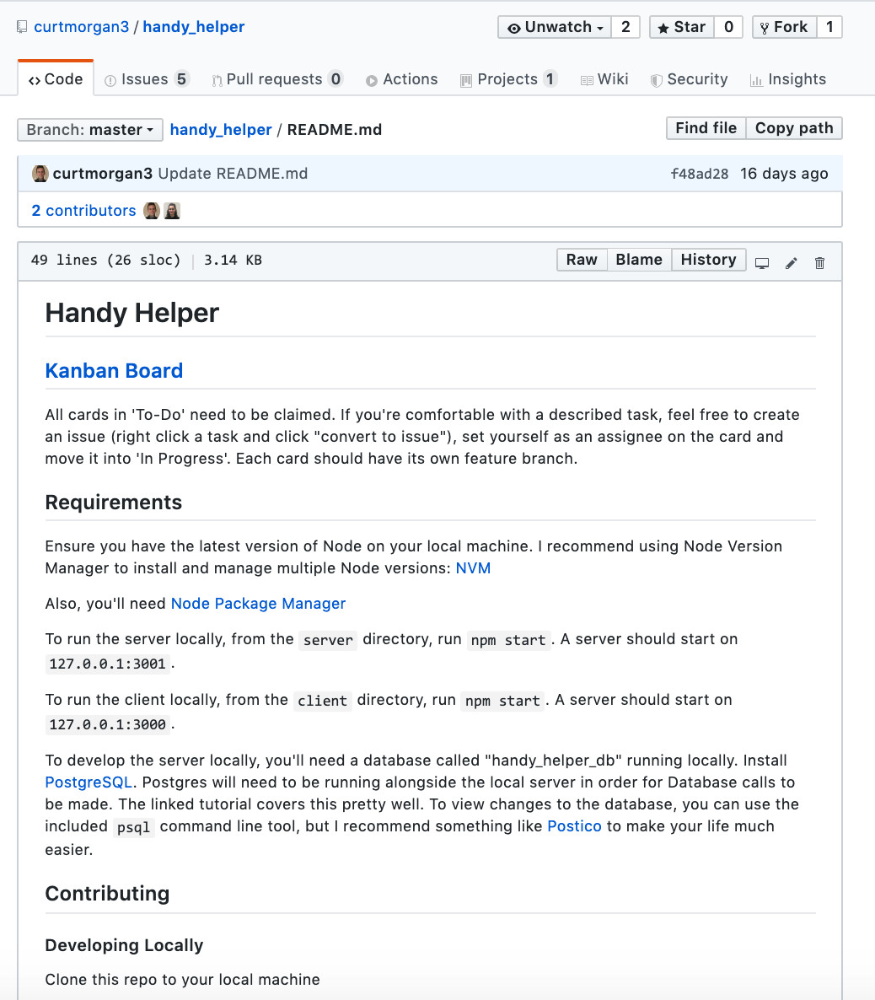 curtmorgan3 / handy_helper
Unwatch 2 Star 0 Fork 1
Code Issues 5 Pull requests 0 Actions Projects 1 Wiki Security Insights
Branch: master handy_helper / README.md Find file Copy path
curtmorgan3 Update README.md f48ad28 16 days ago
2 contributors
49 lines (26 sloc) | 3.14 KB Raw Blame History
Handy Helper
Kanban Board
All cards in 'To-Do' need to be claimed. If you're comfortable with a described task, feel free to create
an issue (right click a task and click "convert to issue"), set yourself as an assignee on the card and
move it into 'In Progress'. Each card should have its own feature branch.
Requirements
Ensure you have the latest version of Node on your local machine. I recommend using Node Version
Manager to install and manage multiple Node versions: NVM
Also, you'll need Node Package Manager
To run the server locally, from the server directory, run npm start. A server should start on
127.0.0.1:3001.
To run the client locally, from the client directory, run npm start. A server should start on
127.0.0.1:3000.
To develop the server locally, you'll need a database called "handy_helper_db" running locally. Install
PostgreSQL. Postgres will need to be running alongside the local server in order for Database calls to
be made. The linked tutorial covers this pretty well. To view changes to the database, you can use the
included psql command line tool, but I recommend something like Postico to make your life much
easier.
Contributing
Developing Locally
Clone this repo to your local machine